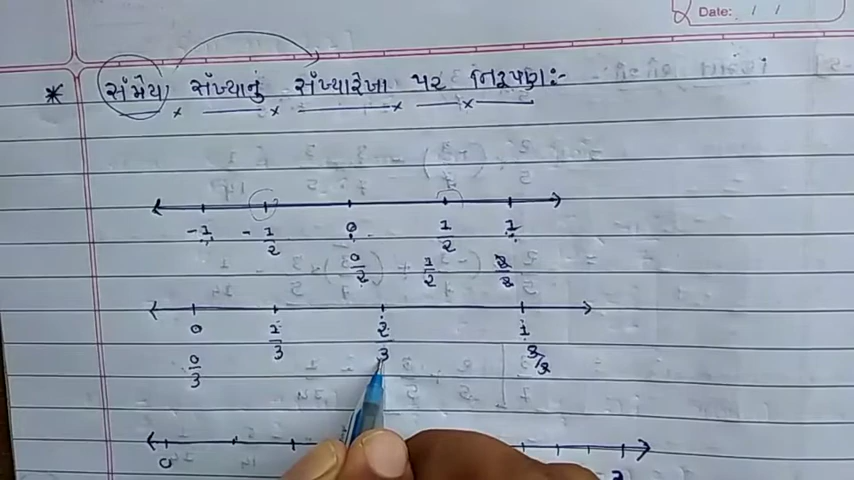 Date: / /
* સંમેય સંખ્યાનું સંખ્યારેખા પર નિરૂપણ:-
-1 -1/2 0 1/2 1
0/2 1/2 2/2
0 1/3 2/3 1
0/3 3/3
0